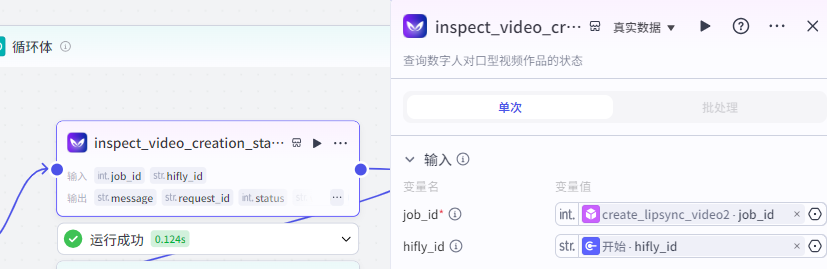 循环体
inspect_video_creation_sta···
输入 int. job_id str. hifly_id
输出 str. message str. request_id int. status
运行成功 0.124s
inspect_video_cr··· 真实数据
查询数字人对口型视频作品的状态
单次 批处理
输入
变量名 变量值
job_id* int. create_lipsync_video2 · job_id
hifly_id str. 开始 · hifly_id